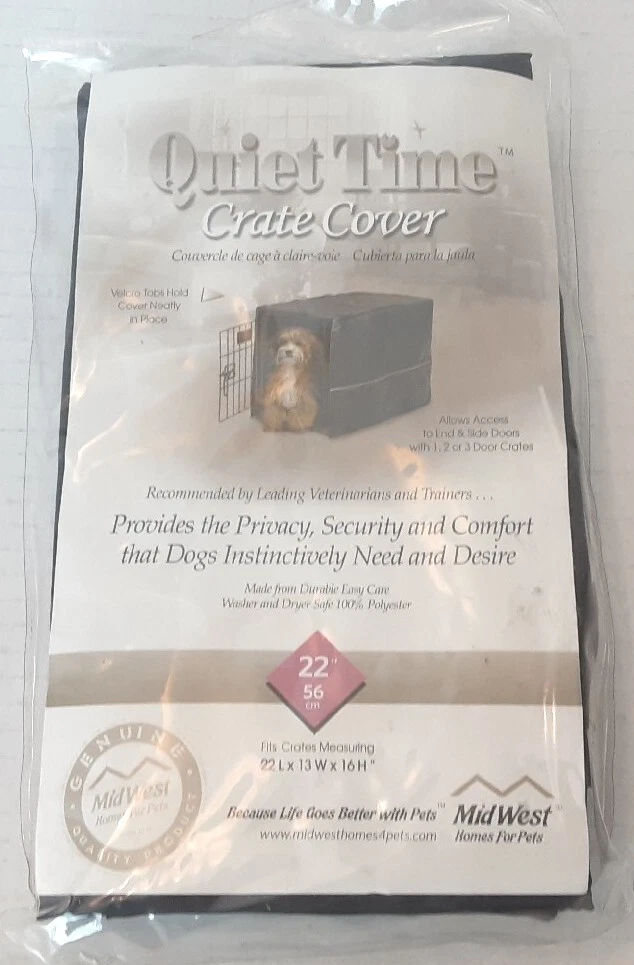 Quiet Time™
Crate Cover
Couvercle de cage à claire-voie Cubierta para la jaula
Velcro Tabs Hold
Cover Neatly
in Place
Allows Access
to End & Side Doors
with 1, 2 or 3 Door Crates
Recommended by Leading Veterinarians and Trainers . . .
Provides the Privacy, Security and Comfort
that Dogs Instinctively Need and Desire
Made from Durable Easy Care
Washer and Dryer Safe 100% Polyester
22"
56
cm
Fits Crates Measuring
22 L x 13 W x 16 H "
GENUINE
MidWest
Homes For Pets
QUALITY PRODUCT
Because Life Goes Better with Pets™
www.midwesthomes4pets.com
MidWest™
Homes For Pets